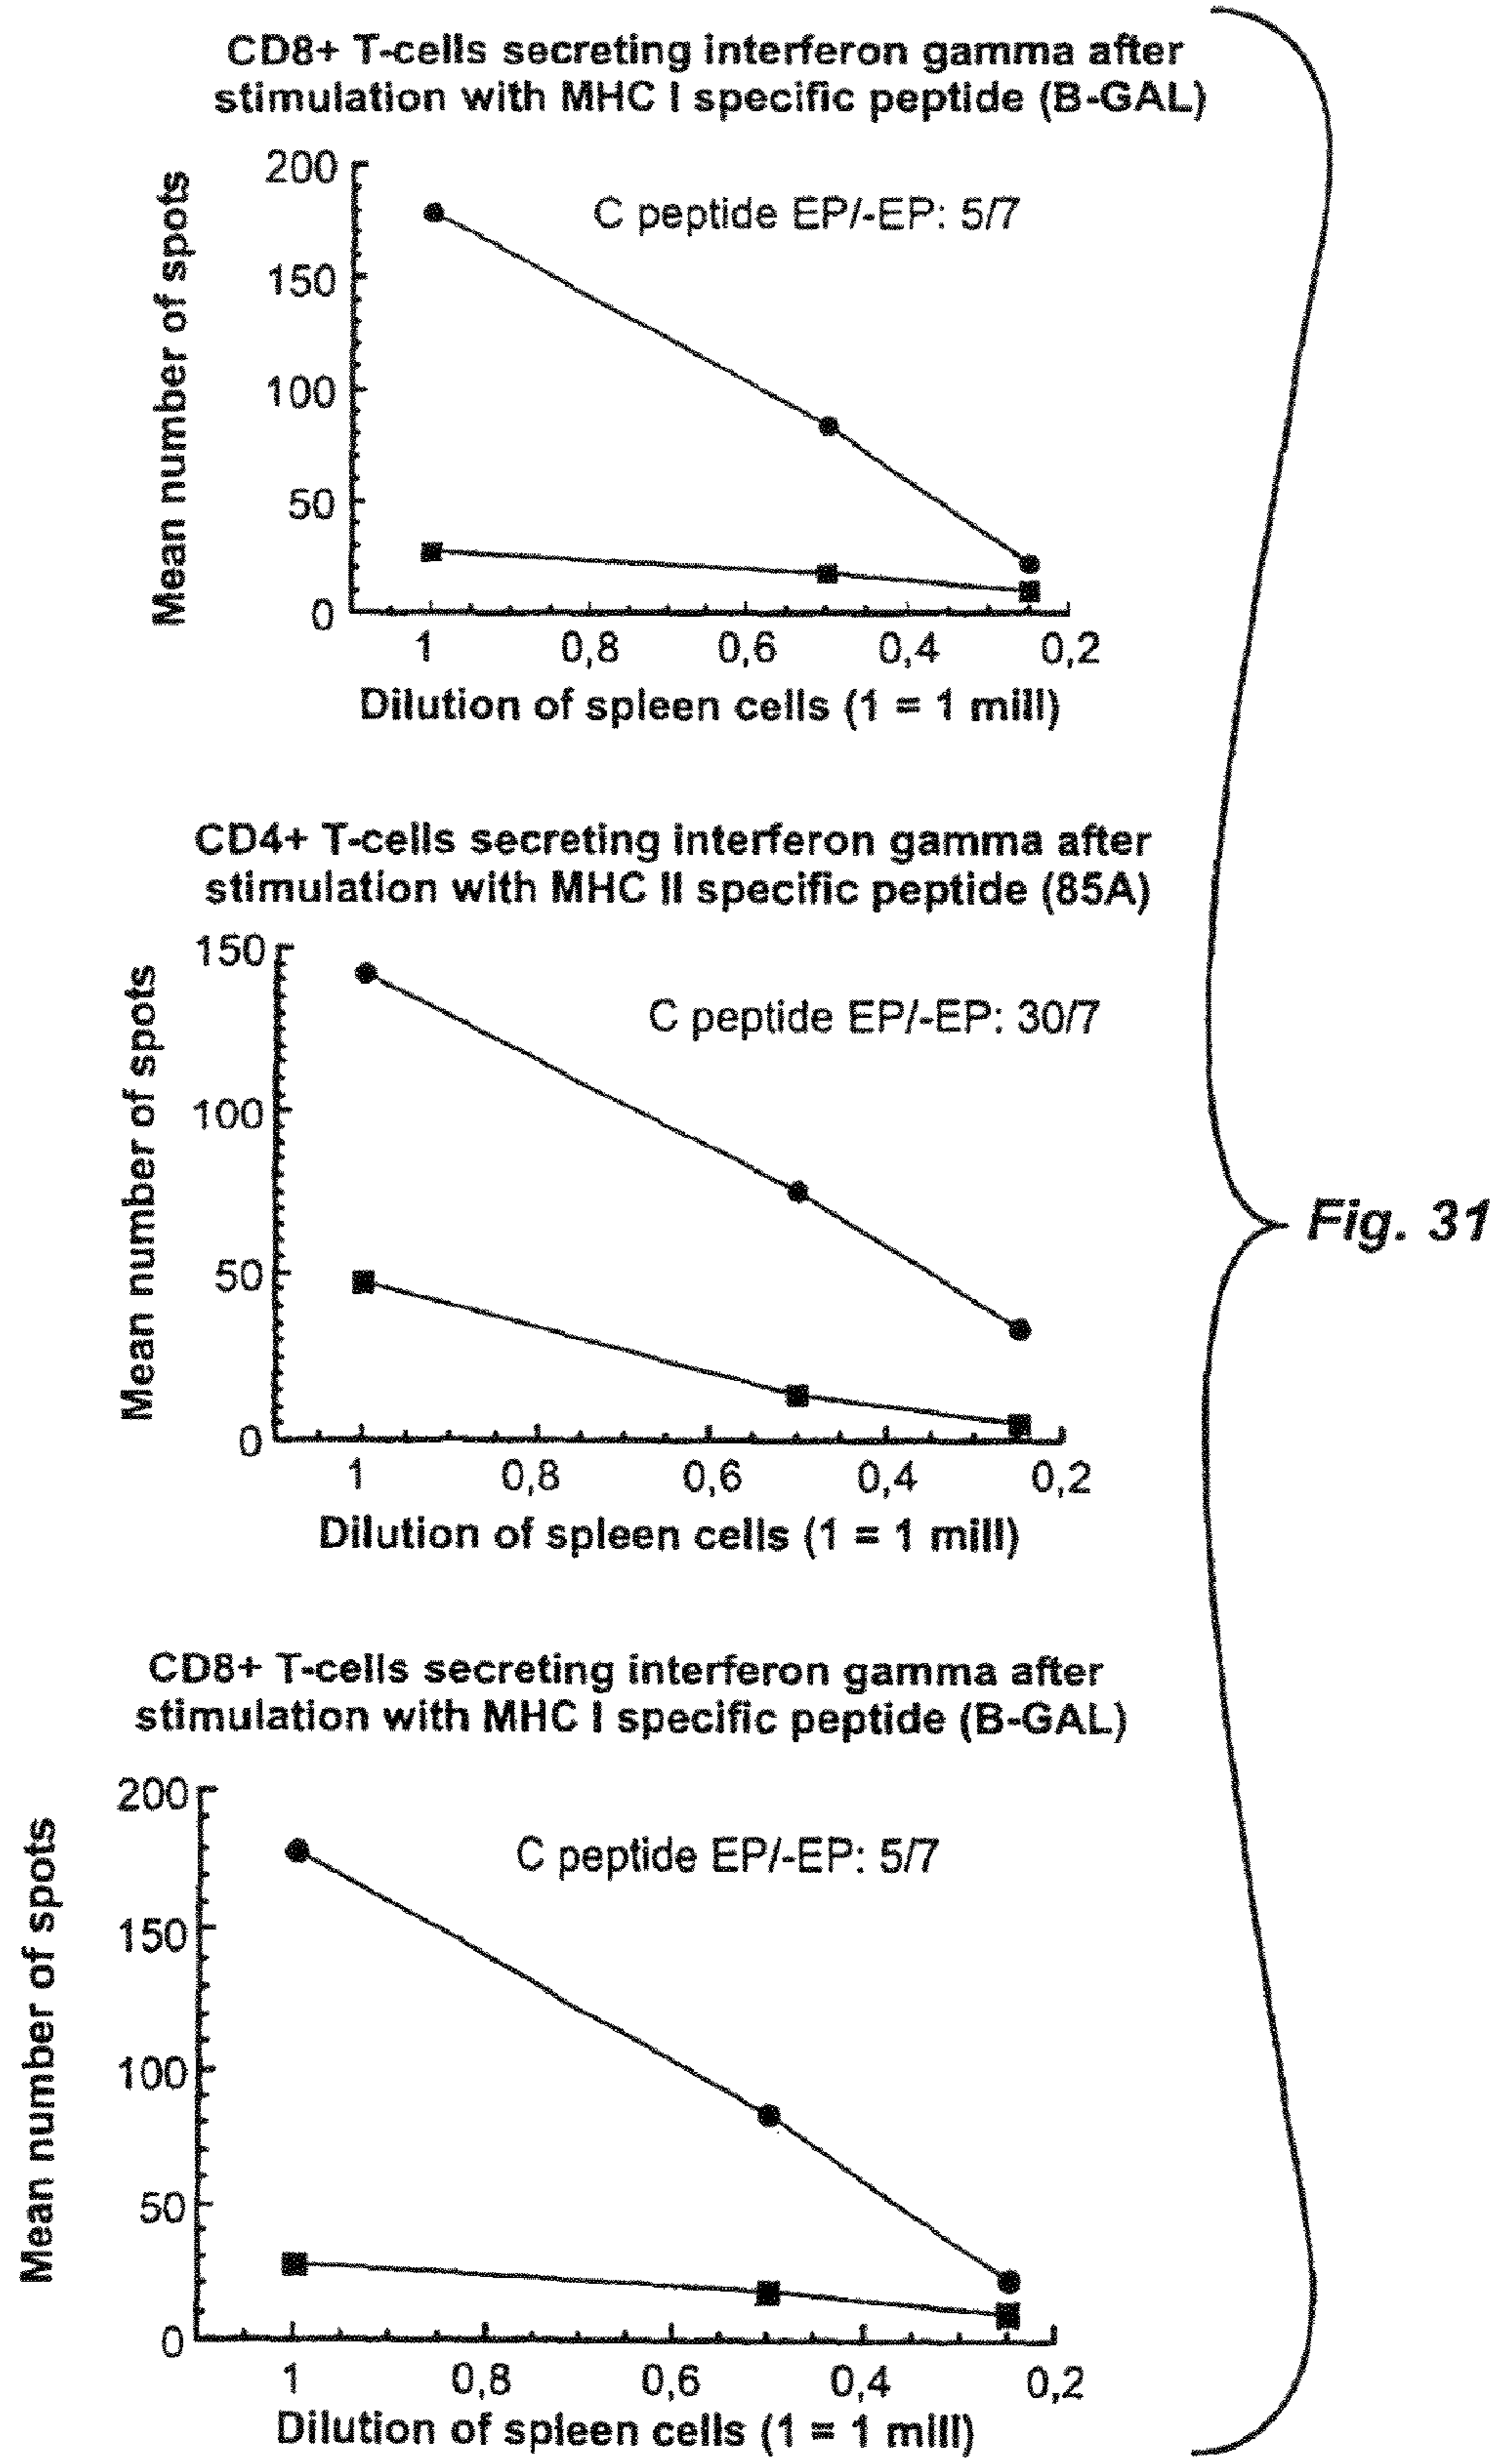 CD8+ T-cells secreting interferon gamma after
stimulation with MHC I specific peptide (B-GAL)
Mean number of spots
200
150
100
50
0
C peptide EP/-EP: 5/7
1 0,8 0,6 0,4 0,2
Dilution of spleen cells (1 = 1 mill)
CD4+ T-cells secreting interferon gamma after
stimulation with MHC II specific peptide (85A)
Mean number of spots
150
100
50
0
C peptide EP/-EP: 30/7
1 0,8 0,6 0,4 0,2
Dilution of spleen cells (1 = 1 mill)
Fig. 31
CD8+ T-cells secreting interferon gamma after
stimulation with MHC I specific peptide (B-GAL)
Mean number of spots
200
150
100
50
0
C peptide EP/-EP: 5/7
1 0,8 0,6 0,4 0,2
Dilution of spleen cells (1 = 1 mill)